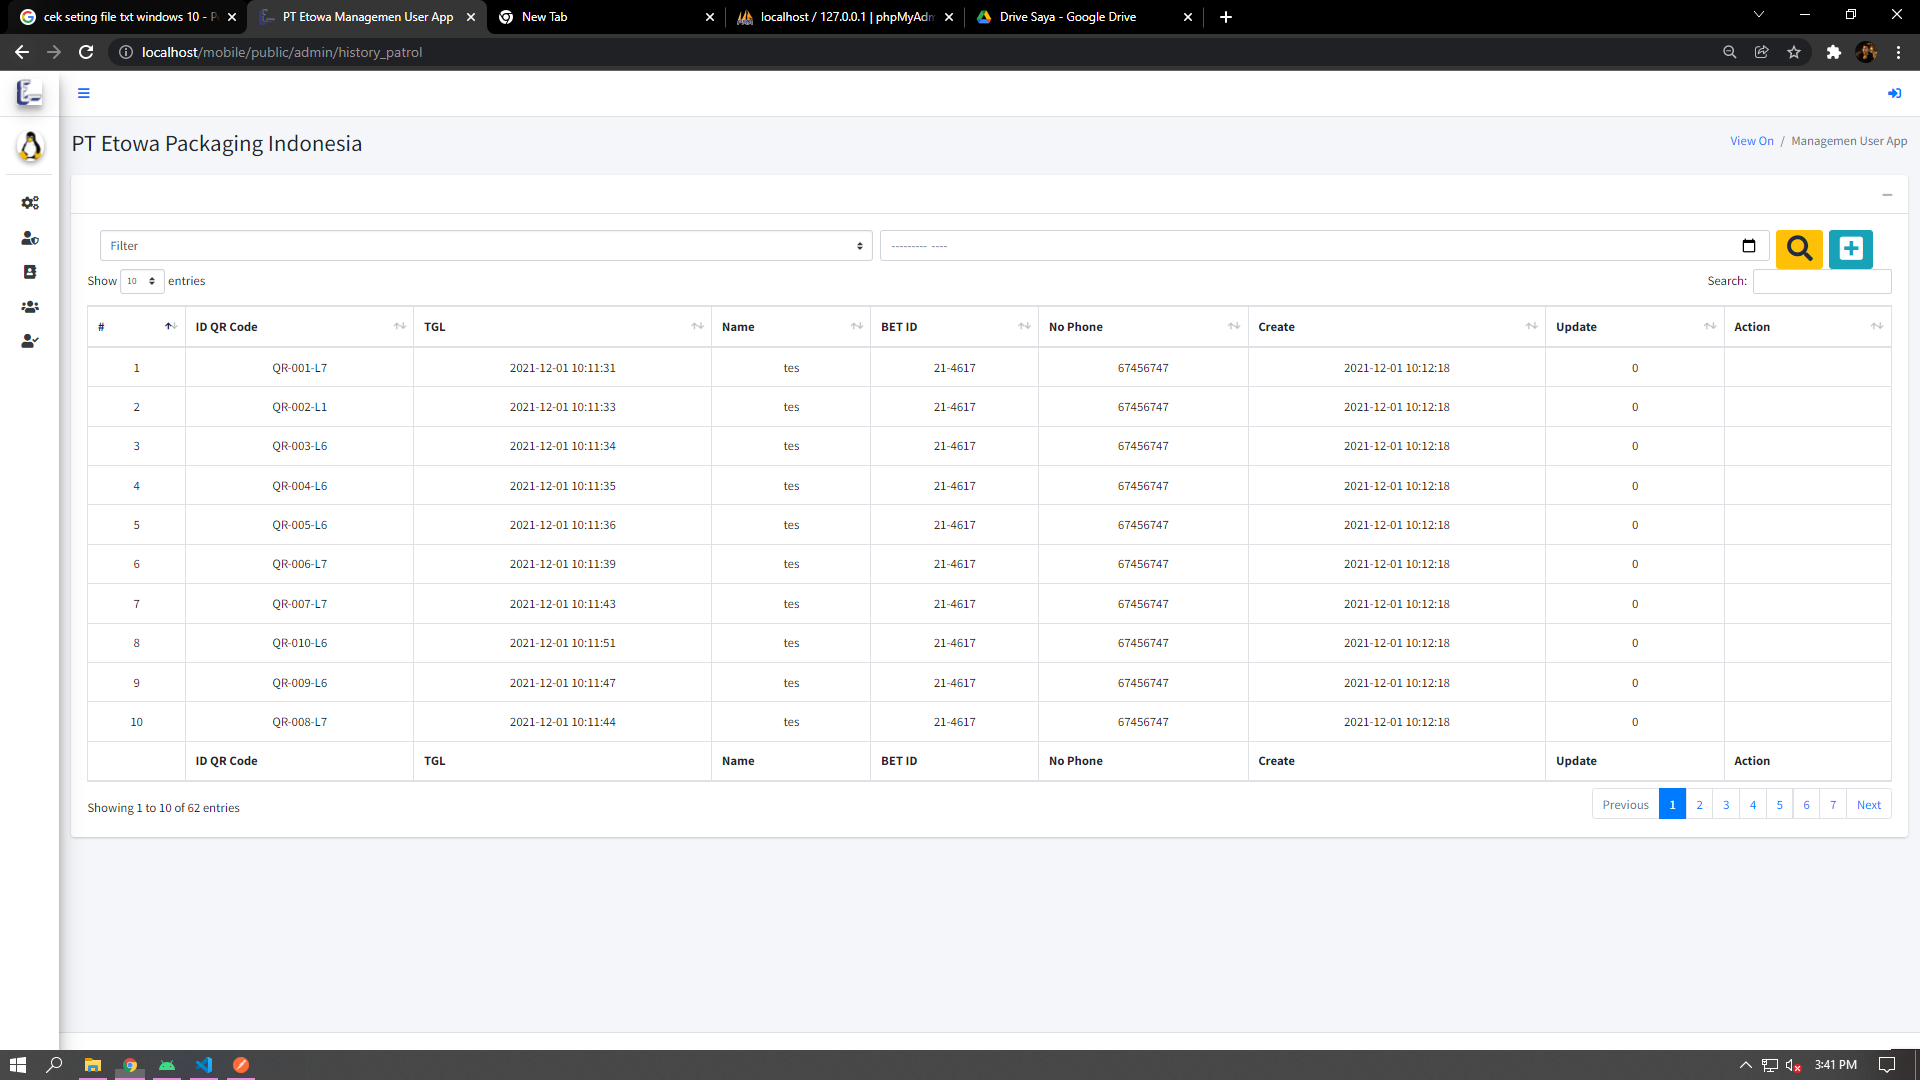 cek seting file txt windows 10 - P
PT Etowa Managemen User App
New Tab
localhost / 127.0.0.1 | phpMyAdm
Drive Saya - Google Drive
localhost/mobile/public/admin/history_patrol
PT Etowa Packaging Indonesia
View On / Managemen User App
Filter
--------- ----
Show 10 entries
Search:
# ID QR Code TGL Name BET ID No Phone Create Update Action
1 QR-001-L7 2021-12-01 10:11:31 tes 21-4617 67456747 2021-12-01 10:12:18 0
2 QR-002-L1 2021-12-01 10:11:33 tes 21-4617 67456747 2021-12-01 10:12:18 0
3 QR-003-L6 2021-12-01 10:11:34 tes 21-4617 67456747 2021-12-01 10:12:18 0
4 QR-004-L6 2021-12-01 10:11:35 tes 21-4617 67456747 2021-12-01 10:12:18 0
5 QR-005-L6 2021-12-01 10:11:36 tes 21-4617 67456747 2021-12-01 10:12:18 0
6 QR-006-L7 2021-12-01 10:11:39 tes 21-4617 67456747 2021-12-01 10:12:18 0
7 QR-007-L7 2021-12-01 10:11:43 tes 21-4617 67456747 2021-12-01 10:12:18 0
8 QR-010-L6 2021-12-01 10:11:51 tes 21-4617 67456747 2021-12-01 10:12:18 0
9 QR-009-L6 2021-12-01 10:11:47 tes 21-4617 67456747 2021-12-01 10:12:18 0
10 QR-008-L7 2021-12-01 10:11:44 tes 21-4617 67456747 2021-12-01 10:12:18 0
ID QR Code TGL Name BET ID No Phone Create Update Action
Showing 1 to 10 of 62 entries
Previous 1 2 3 4 5 6 7 Next
3:41 PM